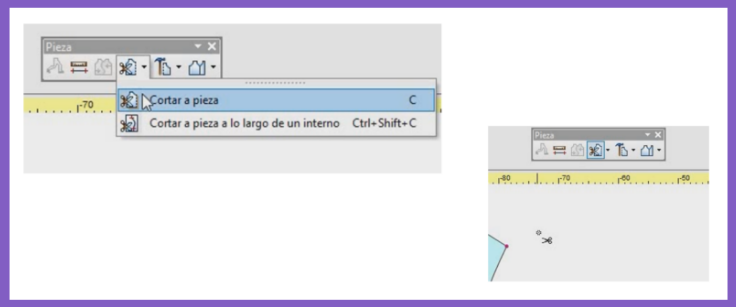 Pieza
Cortar a pieza C
Cortar a pieza a lo largo de un interno Ctrl+Shift+C
-70
Pieza
-80 -70 -60 -50